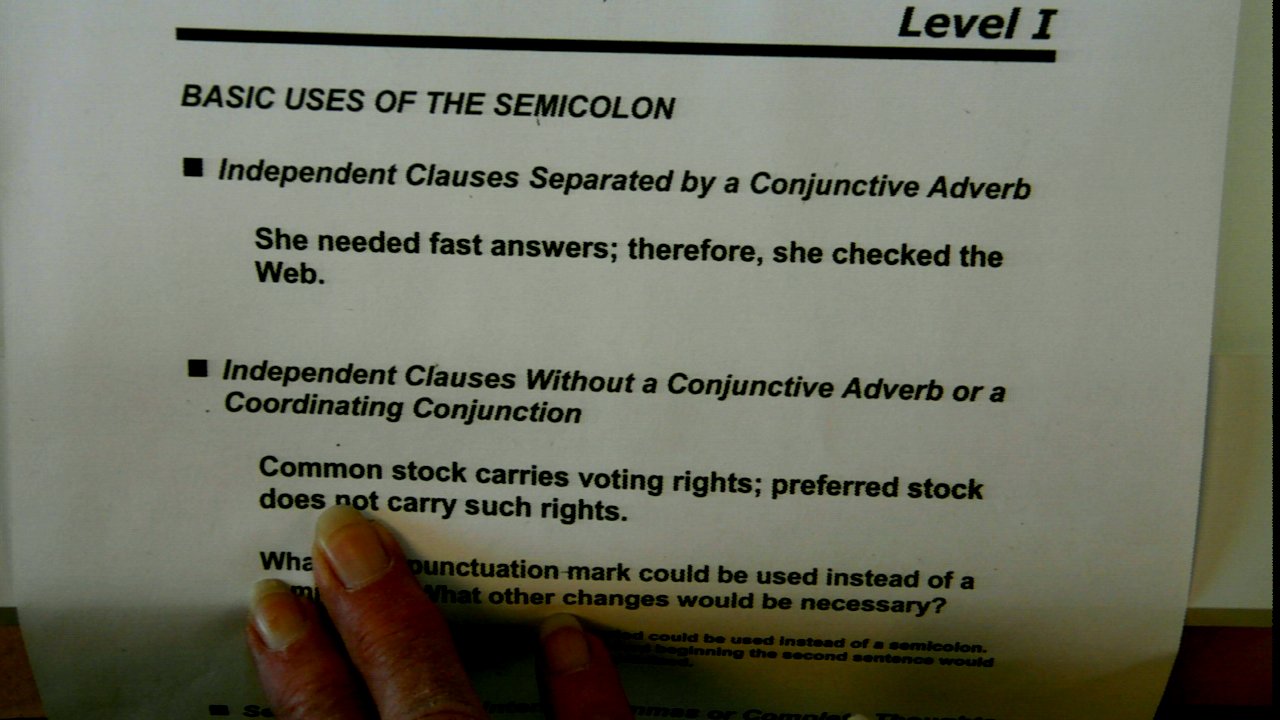 Level I
BASIC USES OF THE SEMICOLON
■ Independent Clauses Separated by a Conjunctive Adverb
She needed fast answers; therefore, she checked the
Web.
■ Independent Clauses Without a Conjunctive Adverb or a
Coordinating Conjunction
Common stock carries voting rights; preferred stock
does not carry such rights.
punctuation mark could be used instead of a
What other changes would be necessary?
could be used instead of a semicolon.
beginning the second sentence would
■ or